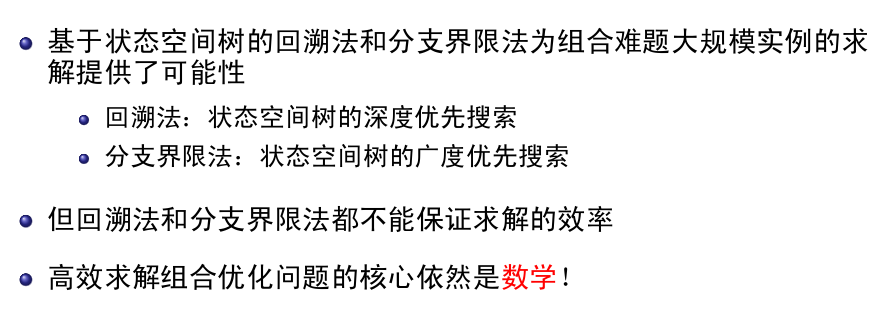 基于状态空间树的回溯法和分支界限法为组合难题大规模实例的求
解提供了可能性
回溯法：状态空间树的深度优先搜索
分支界限法：状态空间树的广度优先搜索
但回溯法和分支界限法都不能保证求解的效率
高效求解组合优化问题的核心依然是数学！